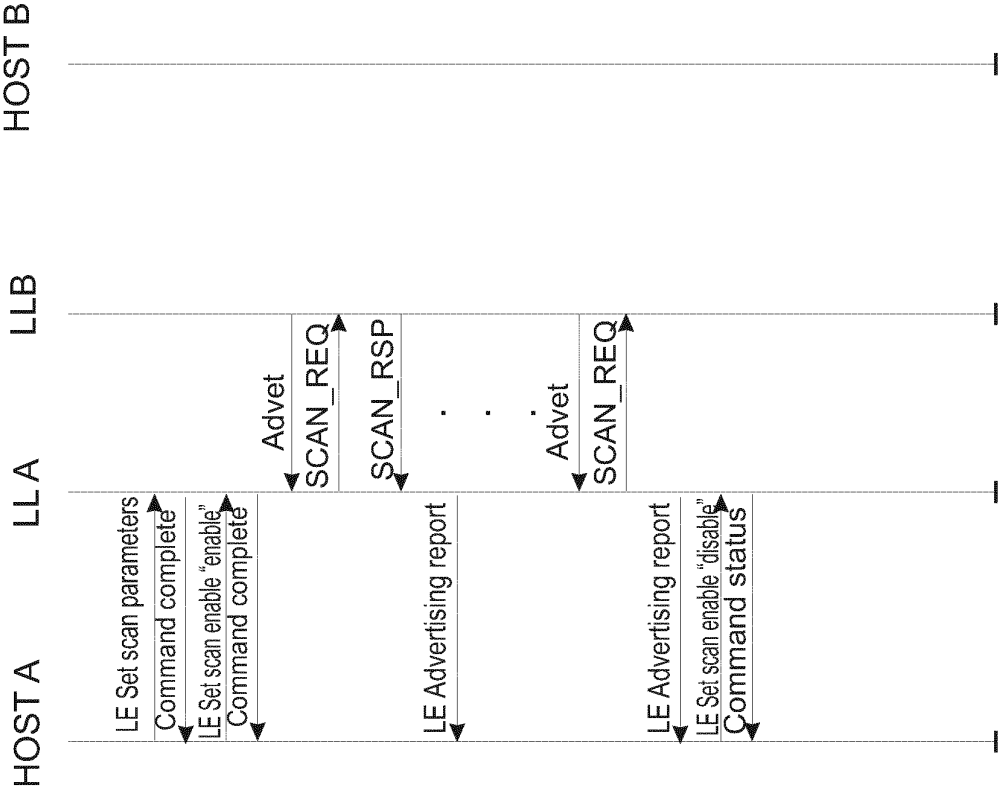 HOST A
LL A
LLB
HOST B
LE Set scan parameters
Command complete
LE Set scan enable “enable”
Command complete
Advet
SCAN_REQ
SCAN_RSP
. . .
LE Advertising report
Advet
SCAN_REQ
LE Advertising report
LE Set scan enable “disable”
Command status